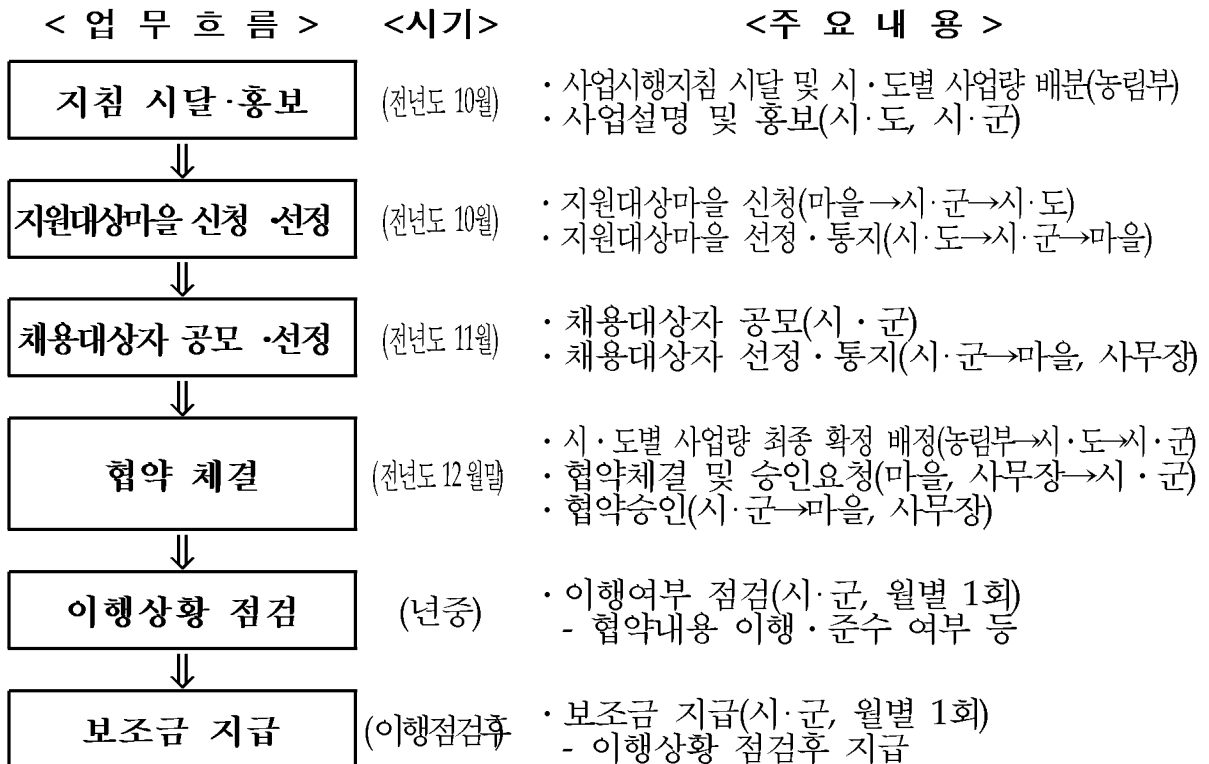 < 업 무 흐 름 > <시기> <주 요 내 용 >
지침 시달·홍보 (전년도 10월) · 사업시행지침 시달 및 시·도별 사업량 배분(농림부)
· 사업설명 및 홍보(시·도, 시·군)
⇓
지원대상마을 신청·선정 (전년도 10월) · 지원대상마을 신청(마을→시·군→시·도)
· 지원대상마을 선정·통지(시·도→시·군→마을)
⇓
채용대상자 공모·선정 (전년도 11월) · 채용대상자 공모(시·군)
· 채용대상자 선정·통지(시·군→마을, 사무장)
⇓
협약 체결 (전년도 12월말) · 시·도별 사업량 최종 확정 배정(농림부→시·도→시·군)
· 협약체결 및 승인요청(마을, 사무장→시·군)
· 협약승인(시·군→마을, 사무장)
⇓
이행상황 점검 (년중) · 이행여부 점검(시·군, 월별 1회)
- 협약내용 이행·준수 여부 등
⇓
보조금 지급 (이행점검후) · 보조금 지급(시·군, 월별 1회)
- 이행상황 점검후 지급